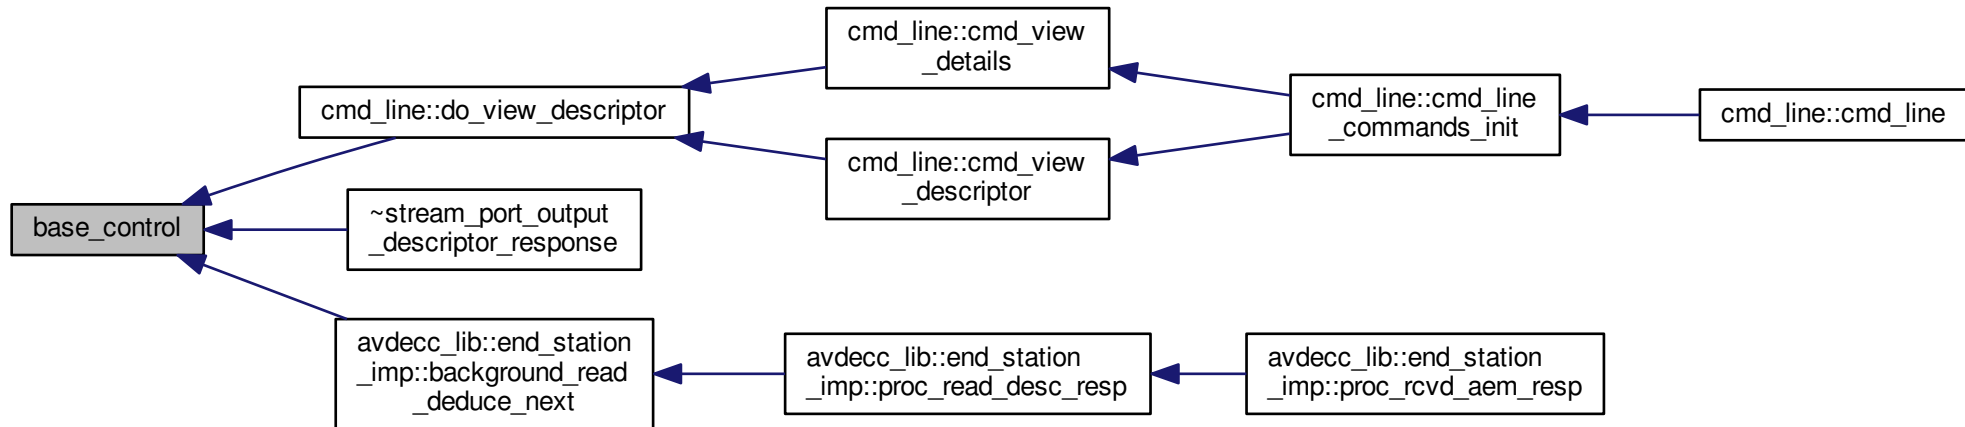 base_control
cmd_line::do_view_descriptor
~stream_port_output
_descriptor_response
avdecc_lib::end_station
_imp::background_read
_deduce_next
cmd_line::cmd_view
_details
cmd_line::cmd_view
_descriptor
avdecc_lib::end_station
_imp::proc_read_desc_resp
cmd_line::cmd_line
_commands_init
avdecc_lib::end_station
_imp::proc_rcvd_aem_resp
cmd_line::cmd_line